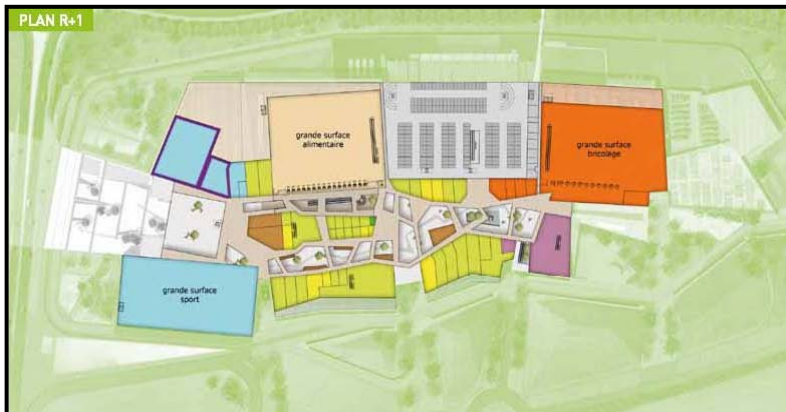 PLAN R+1
grande surface
alimentaire
grande surface
bricolage
grande surface
sport